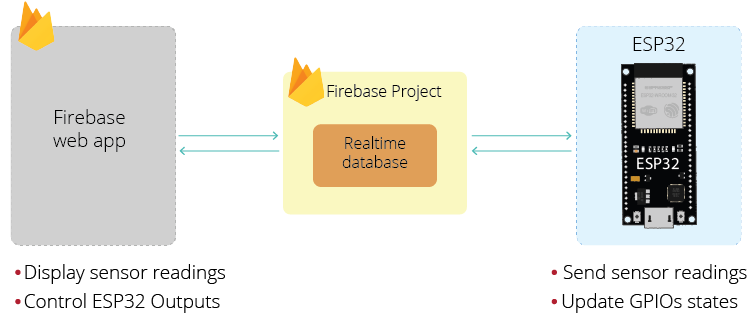 Firebase
web app
Firebase Project
Realtime
database
ESP32
ESP32
• Display sensor readings
• Control ESP32 Outputs
• Send sensor readings
• Update GPIOs states